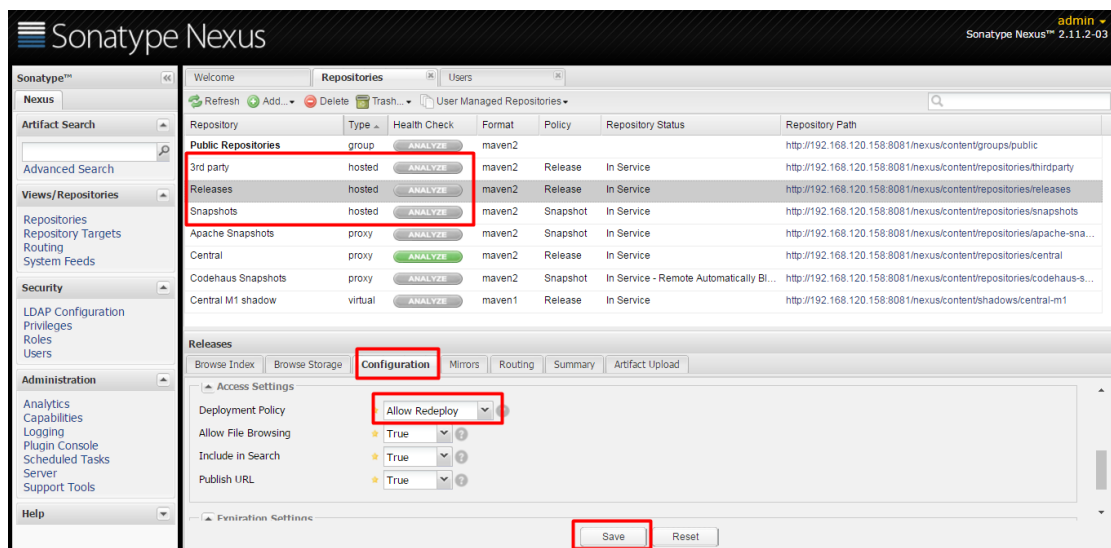 Sonatype Nexus
admin
Sonatype Nexus™ 2.11.2-03
Sonatype™
Nexus
Artifact Search
Advanced Search
Views/Repositories
Repositories
Repository Targets
Routing
System Feeds
Security
LDAP Configuration
Privileges
Roles
Users
Administration
Analytics
Capabilities
Logging
Plugin Console
Scheduled Tasks
Server
Support Tools
Help
Welcome Repositories Users
Refresh Add... Delete Trash... User Managed Repositories
Repository Type Health Check Format Policy Repository Status Repository Path
Public Repositories group ANALYZE maven2 http://192.168.120.158:8081/nexus/content/groups/public
3rd party hosted ANALYZE maven2 Release In Service http://192.168.120.158:8081/nexus/content/repositories/thirdparty
Releases hosted ANALYZE maven2 Release In Service http://192.168.120.158:8081/nexus/content/repositories/releases
Snapshots hosted ANALYZE maven2 Snapshot In Service http://192.168.120.158:8081/nexus/content/repositories/snapshots
Apache Snapshots proxy ANALYZE maven2 Snapshot In Service http://192.168.120.158:8081/nexus/content/repositories/apache-sna...
Central proxy ANALYZE maven2 Release In Service http://192.168.120.158:8081/nexus/content/repositories/central
Codehaus Snapshots proxy ANALYZE maven2 Snapshot In Service - Remote Automatically Bl... http://192.168.120.158:8081/nexus/content/repositories/codehaus-s...
Central M1 shadow virtual ANALYZE maven1 Release In Service http://192.168.120.158:8081/nexus/content/shadows/central-m1
Releases
Browse Index Browse Storage Configuration Mirrors Routing Summary Artifact Upload
Access Settings
Deployment Policy Allow Redeploy
Allow File Browsing True
Include in Search True
Publish URL True
Expiration Settings
Save Reset